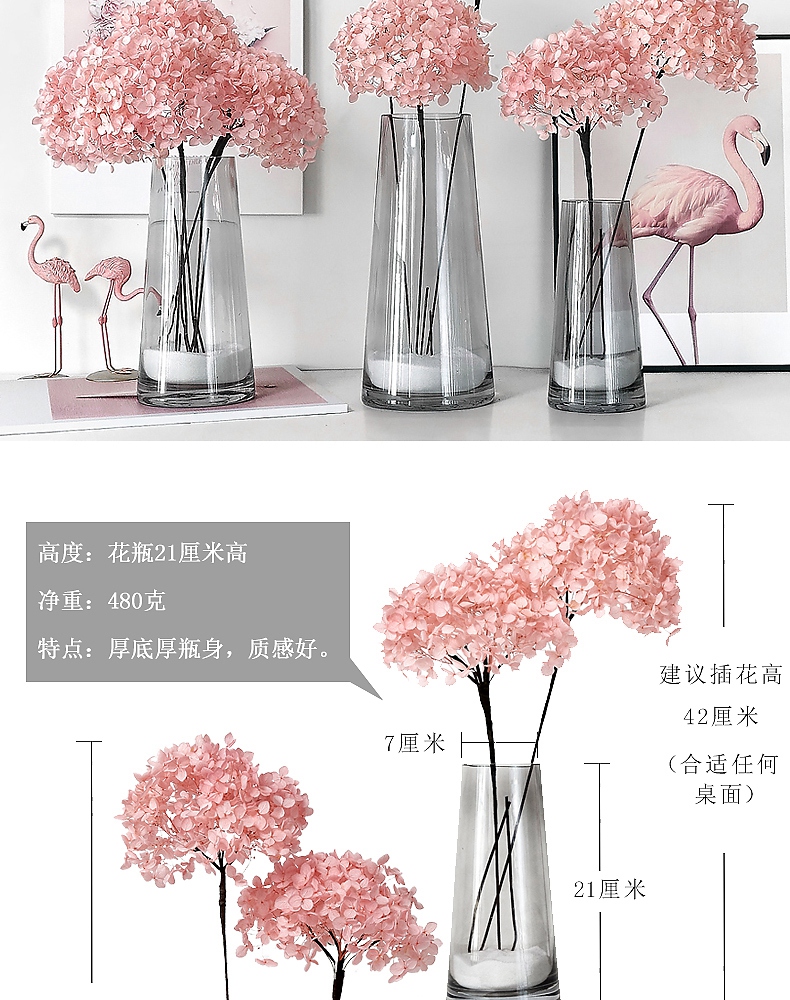 高度：花瓶21厘米高
净重：480克
特点：厚底厚瓶身，质感好。
建议插花高
42厘米
（合适任何
桌面）
7厘米
21厘米